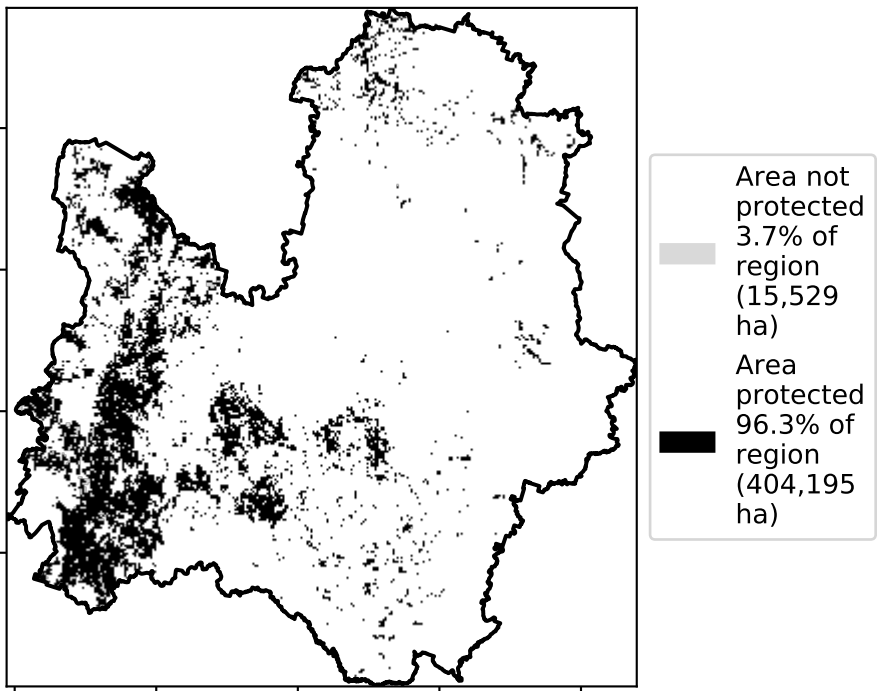 Area not
protected
3.7% of
region
(15,529
ha)
Area
protected
96.3% of
region
(404,195
ha)